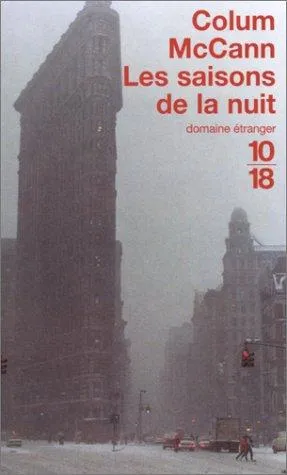 Colum
McCann
Les saisons
de la nuit
domaine étranger
10
18